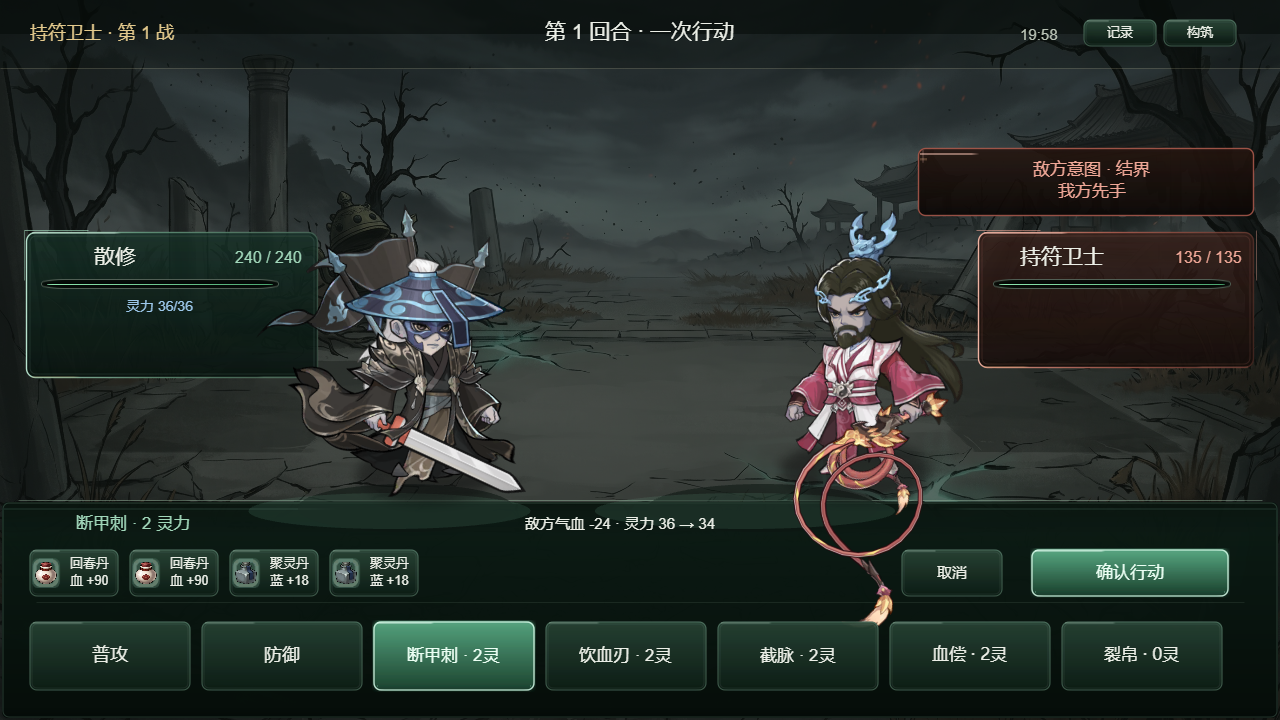 持符卫士 · 第 1 战
第 1 回合 · 一次行动
19:58
记录
构筑
敌方意图 · 结界
我方先手
散修
240 / 240
灵力 36/36
持符卫士
135 / 135
断甲刺 · 2 灵力
敌方气血 -24 · 灵力 36 → 34
回春丹
血 +90
回春丹
血 +90
聚灵丹
蓝 +18
聚灵丹
蓝 +18
取消
确认行动
普攻
防御
断甲刺 · 2灵
饮血刃 · 2灵
截脉 · 2灵
血偿 · 2灵
裂帛 · 0灵